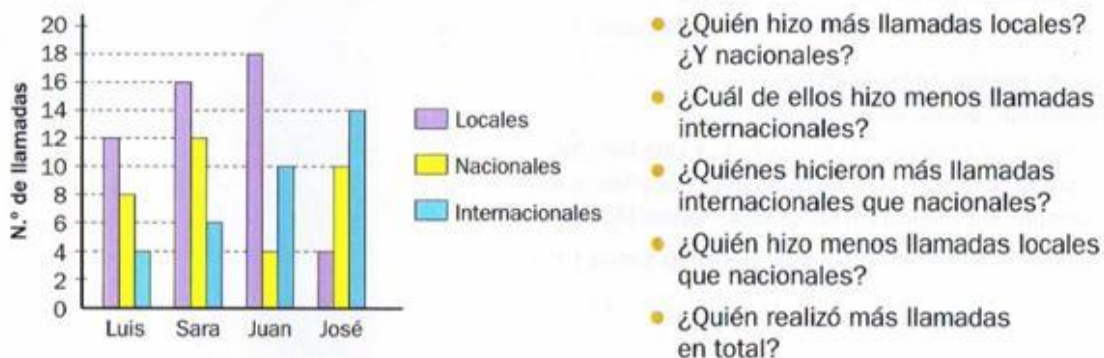 N.º de llamadas
20
18
16
14
12
10
8
6
4
2
0
Luis Sara Juan José
Locales
Nacionales
Internacionales
¿Quién hizo más llamadas locales?
¿Y nacionales?
¿Cuál de ellos hizo menos llamadas
internacionales?
¿Quiénes hicieron más llamadas
internacionales que nacionales?
¿Quién hizo menos llamadas locales
que nacionales?
¿Quién realizó más llamadas
en total?